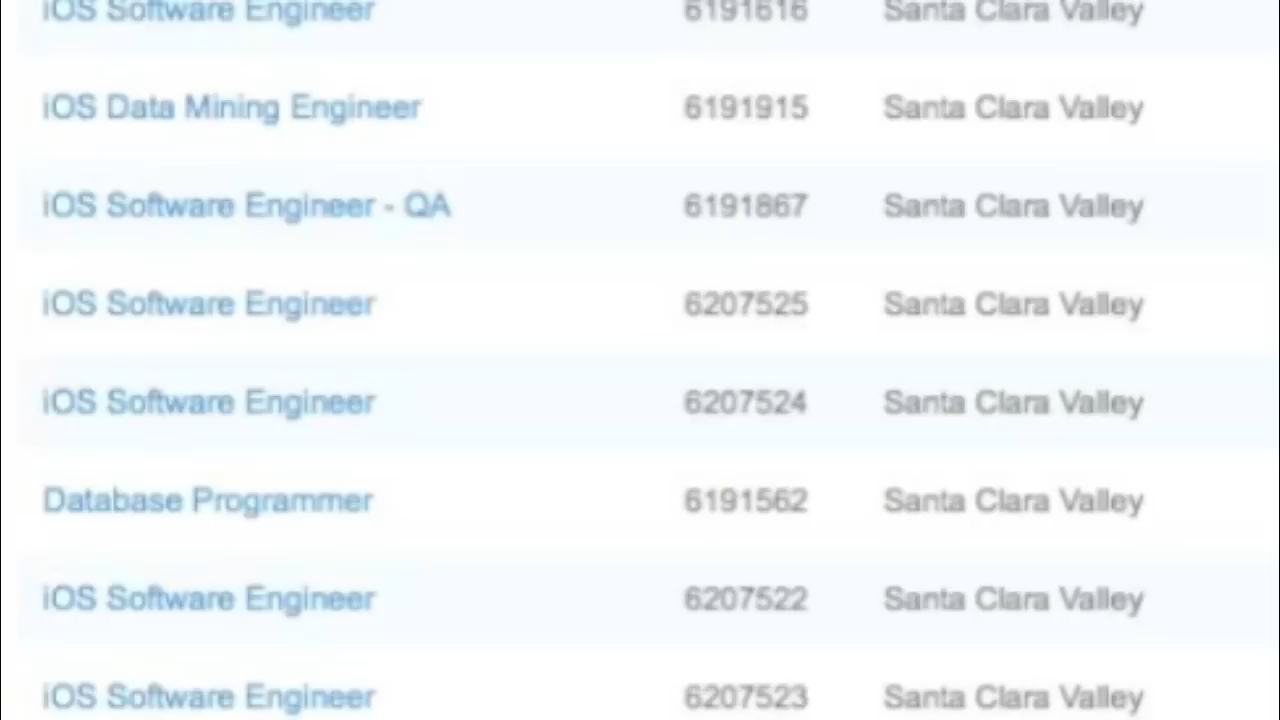 iOS Software Engineer 6191616 Santa Clara Valley
iOS Data Mining Engineer 6191915 Santa Clara Valley
iOS Software Engineer - QA 6191867 Santa Clara Valley
iOS Software Engineer 6207525 Santa Clara Valley
iOS Software Engineer 6207524 Santa Clara Valley
Database Programmer 6191562 Santa Clara Valley
iOS Software Engineer 6207522 Santa Clara Valley
iOS Software Engineer 6207523 Santa Clara Valley